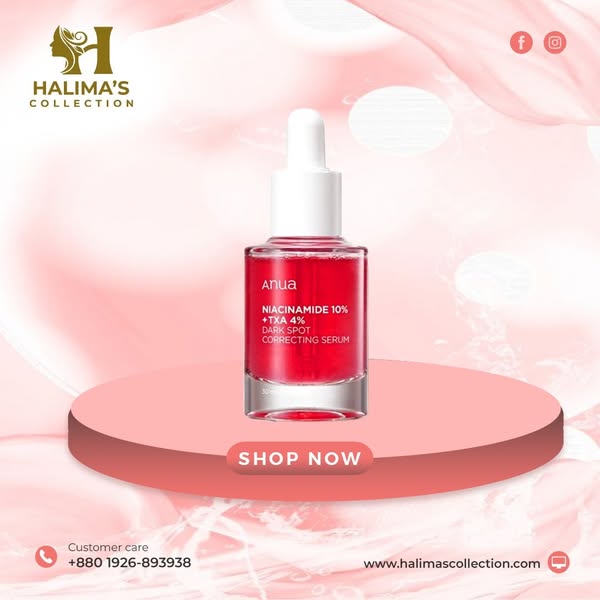 H
HALIMA'S
COLLECTION
Anua
NIACINAMIDE 10%
+TXA 4%
DARK SPOT
CORRECTING SERUM
SHOP NOW
Customer care
+880 1926-893938
www.halimascollection.com